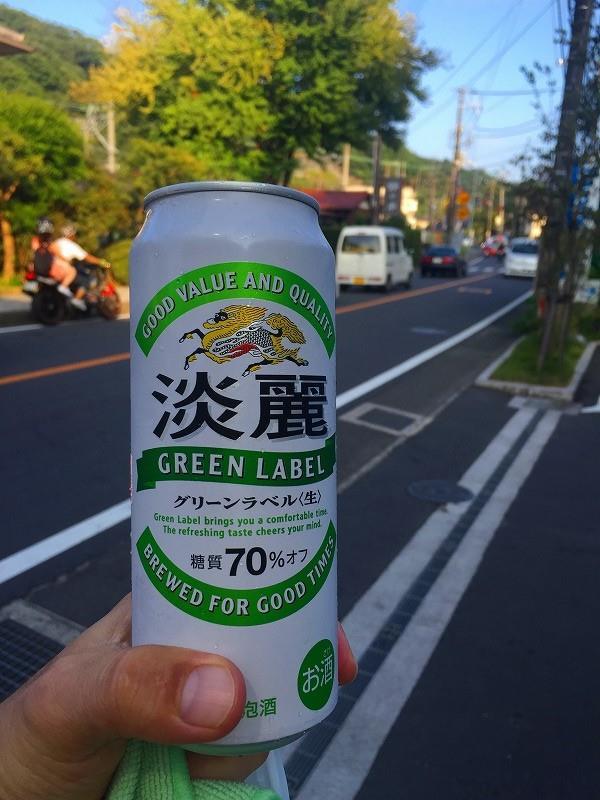 GOOD VALUE AND QUALITY
淡麗
GREEN LABEL
グリーンラベル〈生〉
Green Label brings you a comfortable time.
The refreshing taste cheers your mind.
糖質70%オフ
BREWED FOR GOOD TIMES
さけ
お酒
泡酒